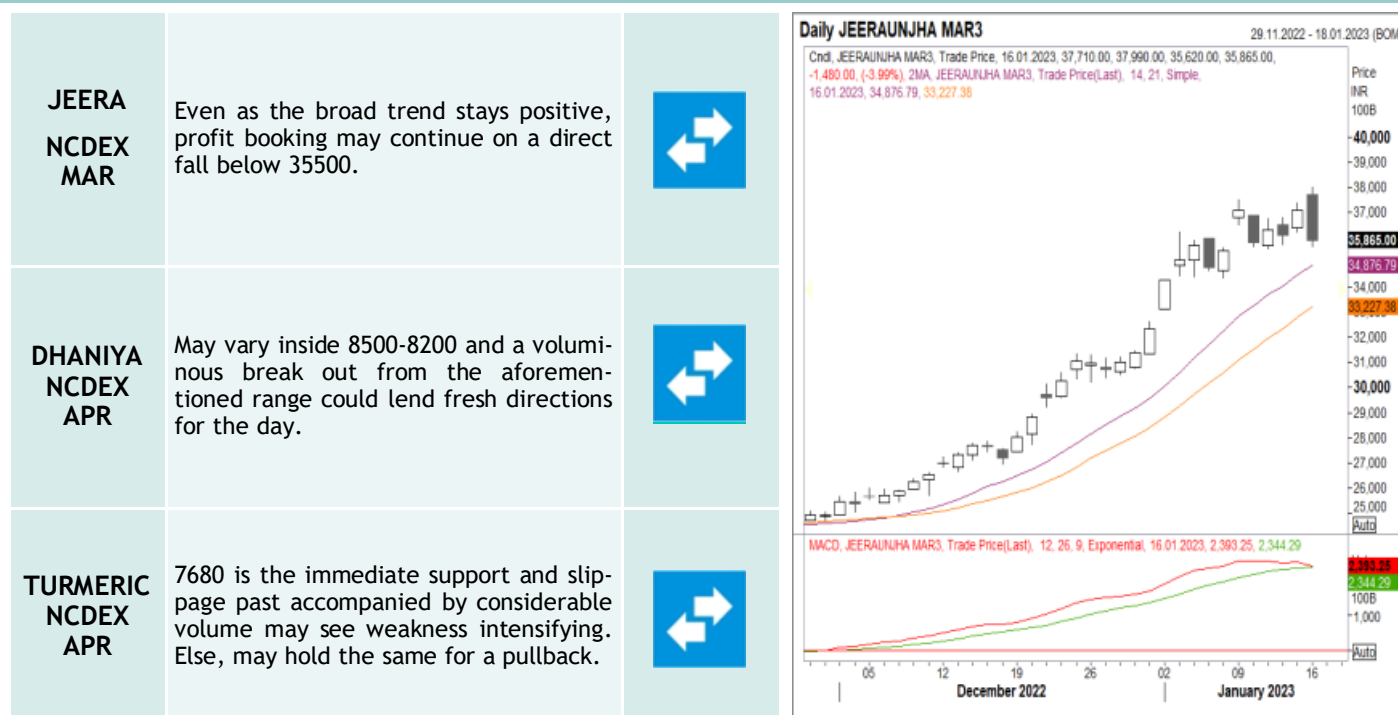 JEERA
NCDEX
MAR
Even as the broad trend stays positive,
profit booking may continue on a direct
fall below 35500.
DHANIYA
NCDEX
APR
May vary inside 8500-8200 and a volumi-
nous break out from the aforemen-
tioned range could lend fresh directions
for the day.
TURMERIC
NCDEX
APR
7680 is the immediate support and slip-
page past accompanied by considerable
volume may see weakness intensifying.
Else, may hold the same for a pullback.
Daily JEERAUNJHA MAR3
29.11.2022 - 18.01.2023 (BOM
Cndl, JEERAUNJHA MAR3, Trade Price, 16.01.2023, 37,710.00, 37,990.00, 35,620.00, 35,865.00,
-1,480.00, (-3.99%), 2MA, JEERAUNJHA MAR3, Trade Price(Last), 14, 21, Simple,
16.01.2023, 34,876.79, 33,227.38
Price
INR
100B
40,000
39,000
38,000
37,000
35,865.00
34,876.79
34,000
33,227.38
32,000
31,000
30,000
29,000
28,000
27,000
26,000
25,000
Auto
MACD, JEERAUNJHA MAR3, Trade Price(Last), 12, 26, 9, Exponential, 16.01.2023, 2,393.25, 2,344.29
2,393.25
2,344.29
100B
1,000
Auto
05 12 19 26 02 09 16
December 2022 January 2023